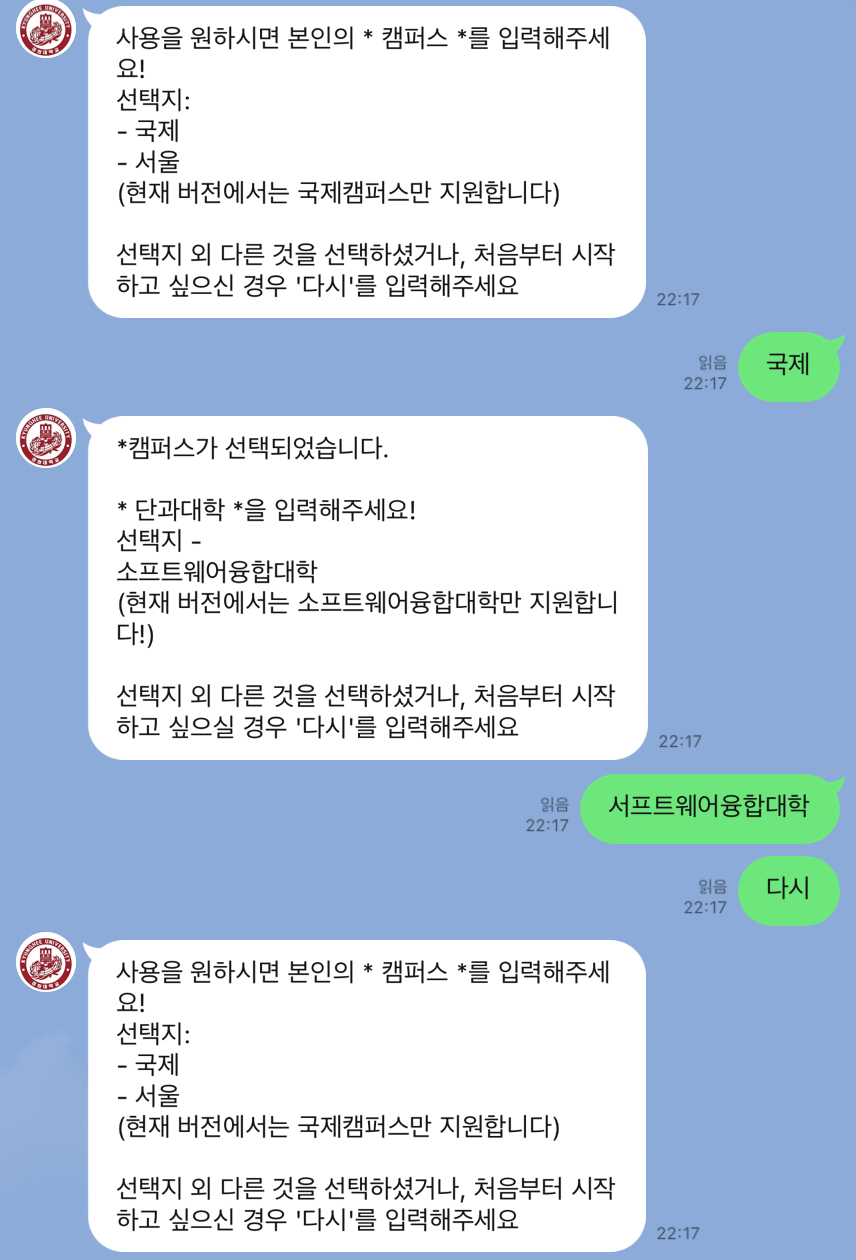 사용을 원하시면 본인의 * 캠퍼스 *를 입력해주세
요!
선택지:
- 국제
- 서울
(현재 버전에서는 국제캠퍼스만 지원합니다)
선택지 외 다른 것을 선택하셨거나, 처음부터 시작
하고 싶으신 경우 '다시'를 입력해주세요
22:17
국제
읽음
22:17
KYUNGHEE UNIVERSITY
경희대학교
*캠퍼스가 선택되었습니다.
* 단과대학 *을 입력해주세요!
선택지 -
소프트웨어융합대학
(현재 버전에서는 소프트웨어융합대학만 지원합니
다!)
선택지 외 다른 것을 선택하셨거나, 처음부터 시작
하고 싶으실 경우 '다시'를 입력해주세요
22:17
서프트웨어융합대학
읽음
22:17
다시
읽음
22:17
KYUNGHEE UNIVERSITY
경희대학교
사용을 원하시면 본인의 * 캠퍼스 *를 입력해주세
요!
선택지:
- 국제
- 서울
(현재 버전에서는 국제캠퍼스만 지원합니다)
선택지 외 다른 것을 선택하셨거나, 처음부터 시작
하고 싶으신 경우 '다시'를 입력해주세요
22:17